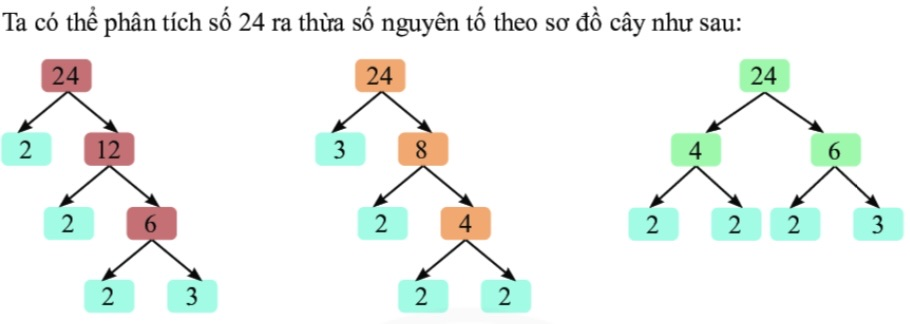 Ta có thể phân tích số 24 ra thừa số nguyên tố theo sơ đồ cây như sau:
24 24 24
2 12 3 8 4 6
2 6 2 4 2 2 2 3
2 3 2 2